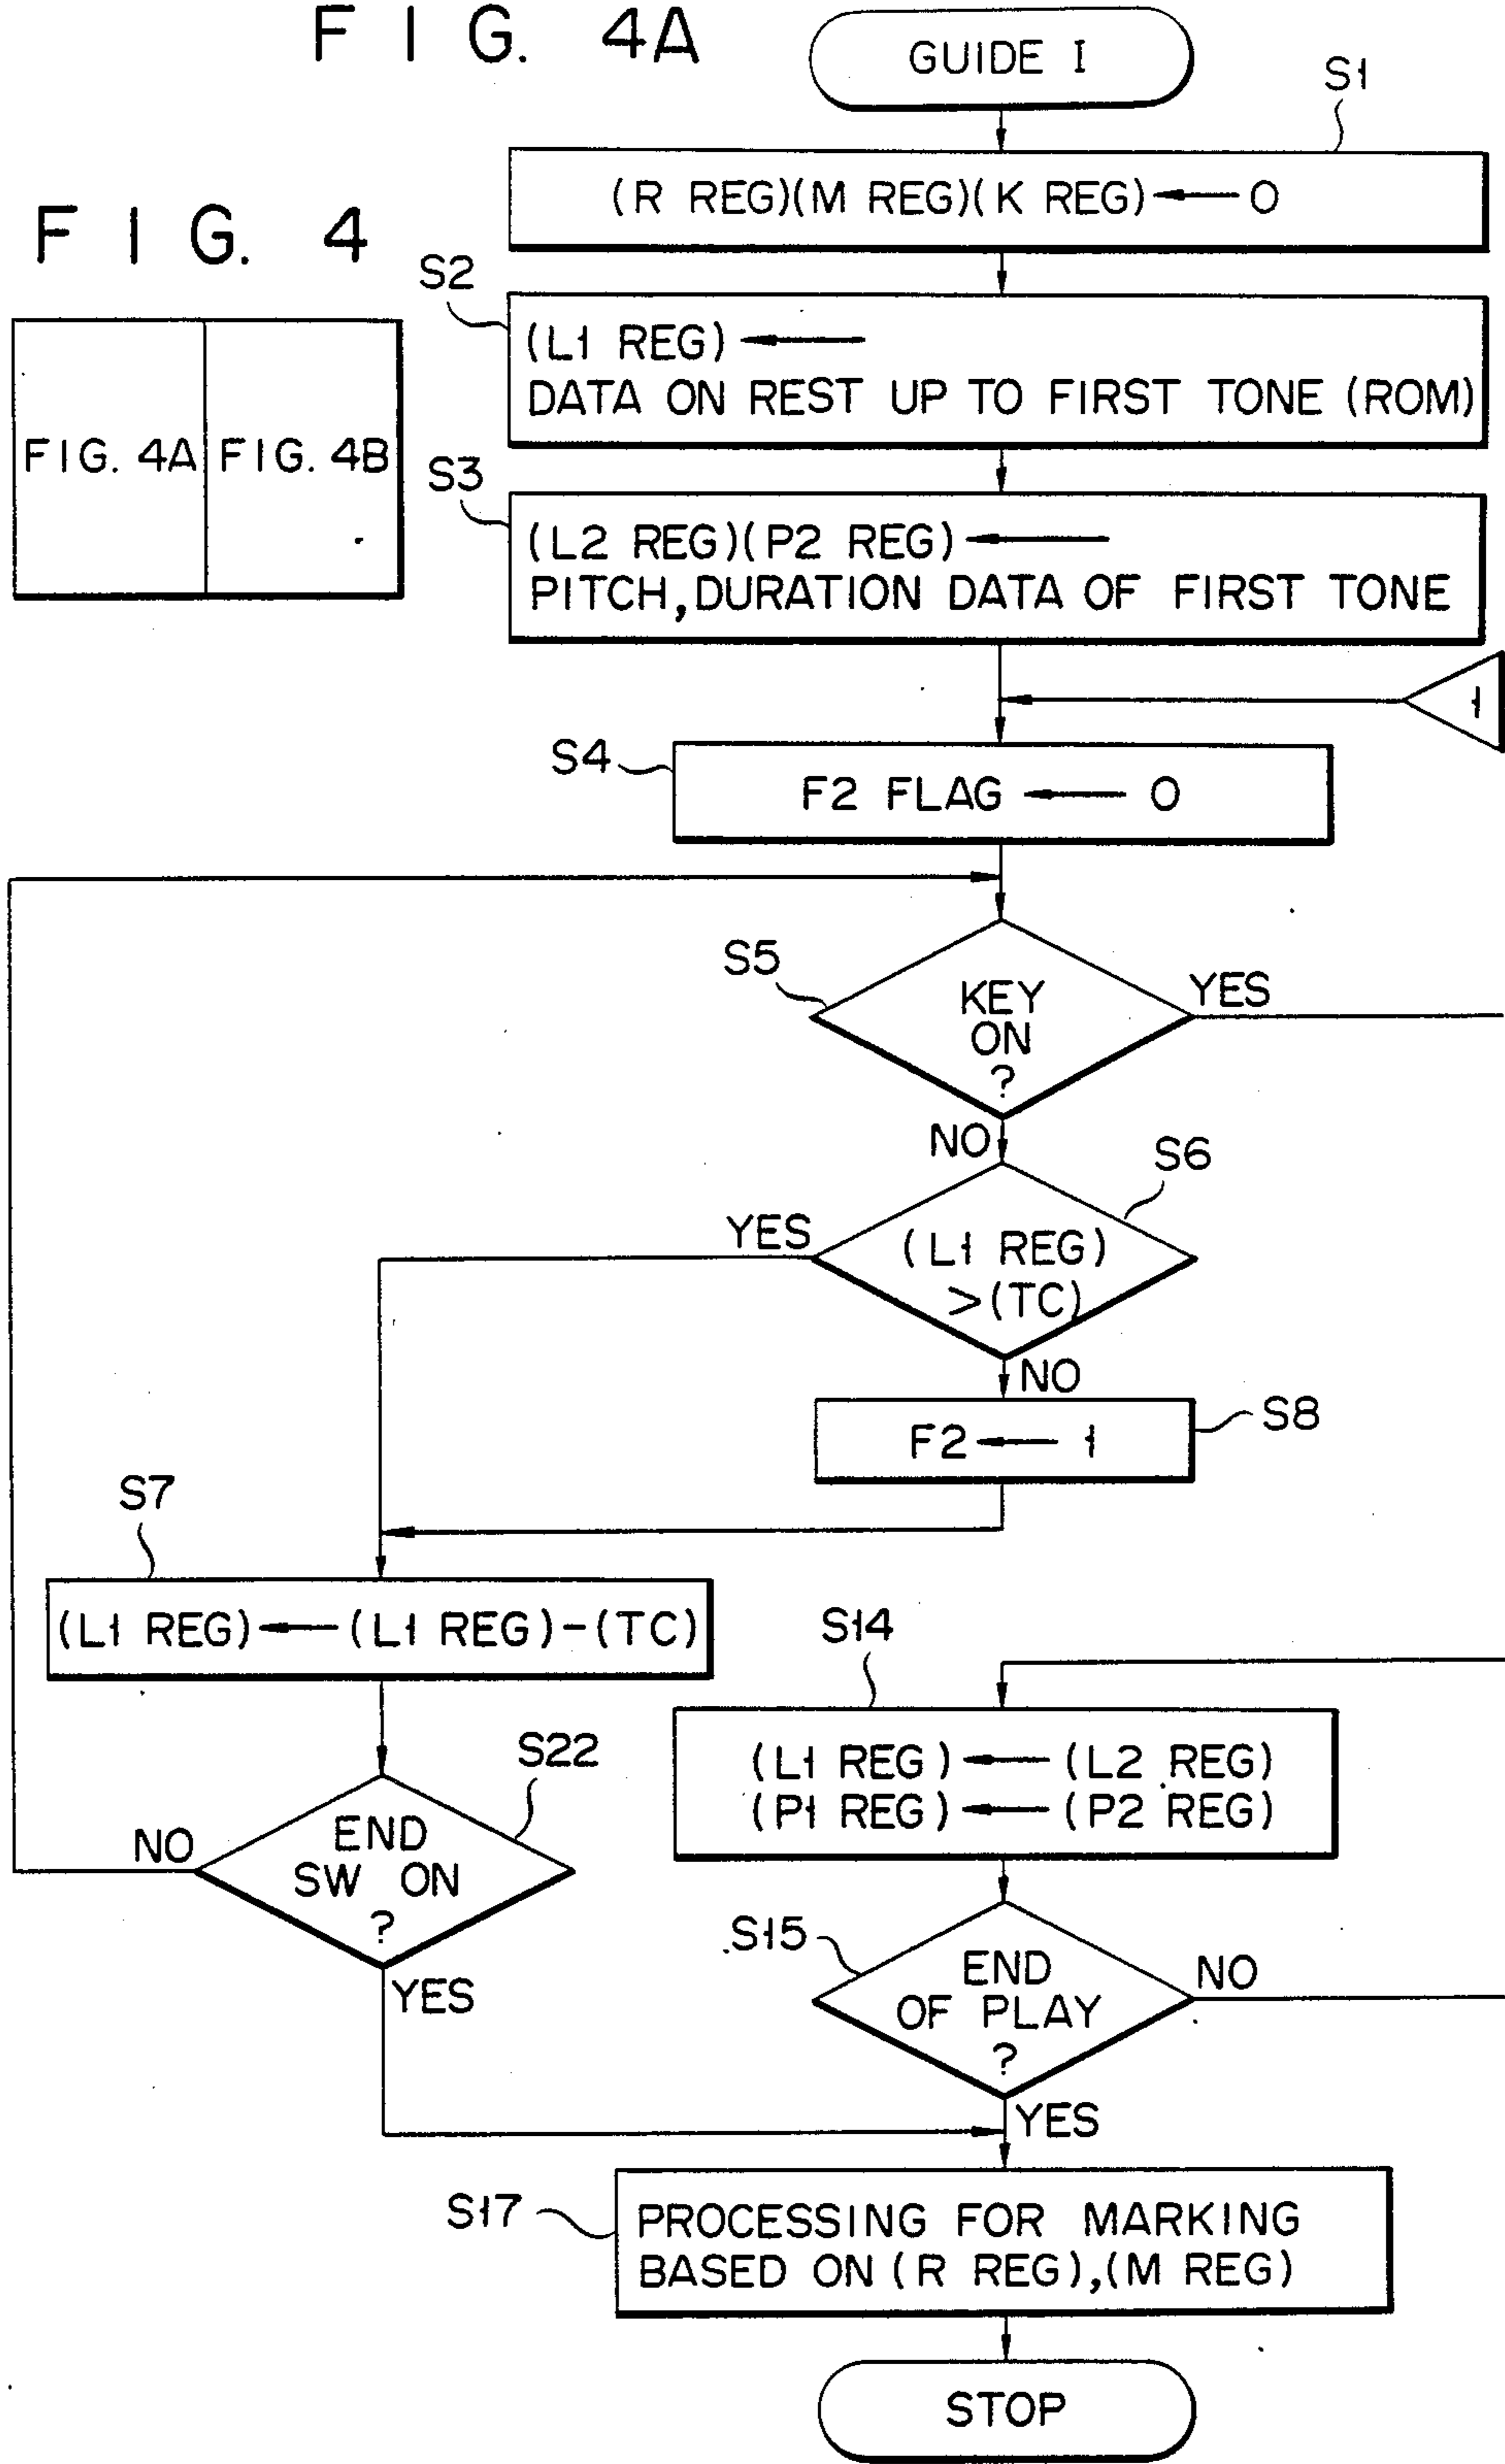 FIG. 4A
GUIDE I
S1
(R REG)(M REG)(K REG) ← 0
FIG. 4
FIG. 4A
FIG. 4B
S2
(L1 REG) ←
DATA ON REST UP TO FIRST TONE (ROM)
S3
(L2 REG)(P2 REG) ←
PITCH, DURATION DATA OF FIRST TONE
1
S4
F2 FLAG ← 0
S5
KEY
ON
?
YES
NO
S6
(L1 REG)
>(TC)
YES
NO
S8
F2 ← 1
S7
(L1 REG) ← (L1 REG)-(TC)
S14
(L1 REG) ← (L2 REG)
(P1 REG) ← (P2 REG)
S22
END
SW ON
?
NO
YES
S15
END
OF PLAY
?
NO
YES
S17
PROCESSING FOR MARKING
BASED ON (R REG),(M REG)
STOP